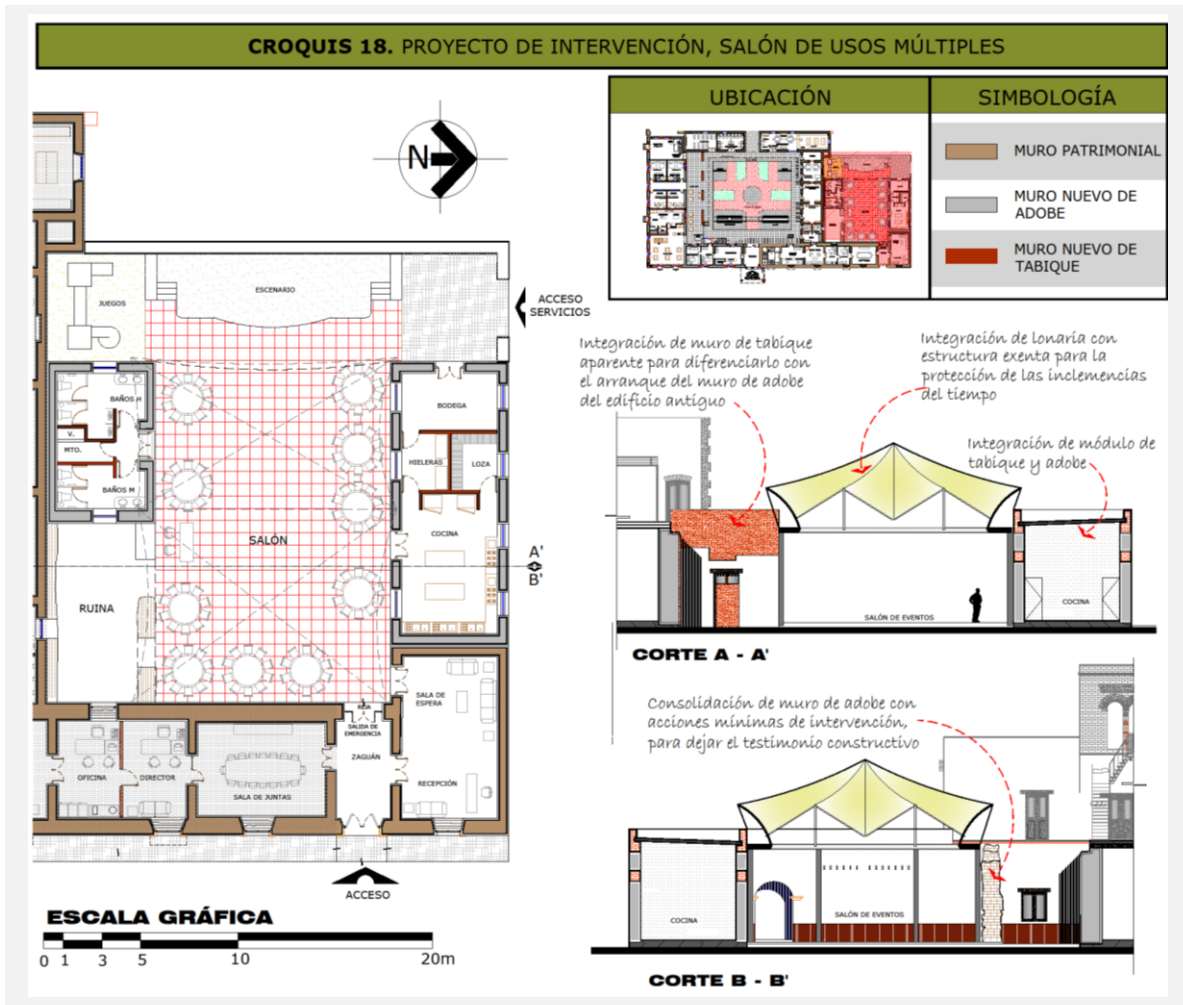 CROQUIS 18. PROYECTO DE INTERVENCIÓN, SALÓN DE USOS MÚLTIPLES
UBICACIÓN
SIMBOLOGÍA
MURO PATRIMONIAL
MURO NUEVO DE
ADOBE
MURO NUEVO DE
TABIQUE
N
JUEGOS
ESCENARIO
ACCESO
SERVICIOS
BAÑOS H
V.
MTO.
BAÑOS M
BODEGA
HIELERAS
LOZA
COCINA
SALÓN
A'
B'
RUINA
SALA DE
ESPERA
REJA
SALIDA DE
EMERGENCIA
ZAGUÁN
OFICINA
DIRECTOR
SALA DE JUNTAS
RECEPCIÓN
ACCESO
ESCALA GRÁFICA
0 1 3 5 10 20m
Integración de muro de tabique
aparente para diferenciarlo con
el arranque del muro de adobe
del edificio antiguo
Integración de lonaria con
estructura exenta para la
protección de las inclemencias
del tiempo
Integración de módulo de
tabique y adobe
SALÓN DE EVENTOS
COCINA
CORTE A - A'
Consolidación de muro de adobe con
acciones mínimas de intervención,
para dejar el testimonio constructivo
COCINA
SALÓN DE EVENTOS
CORTE B - B'